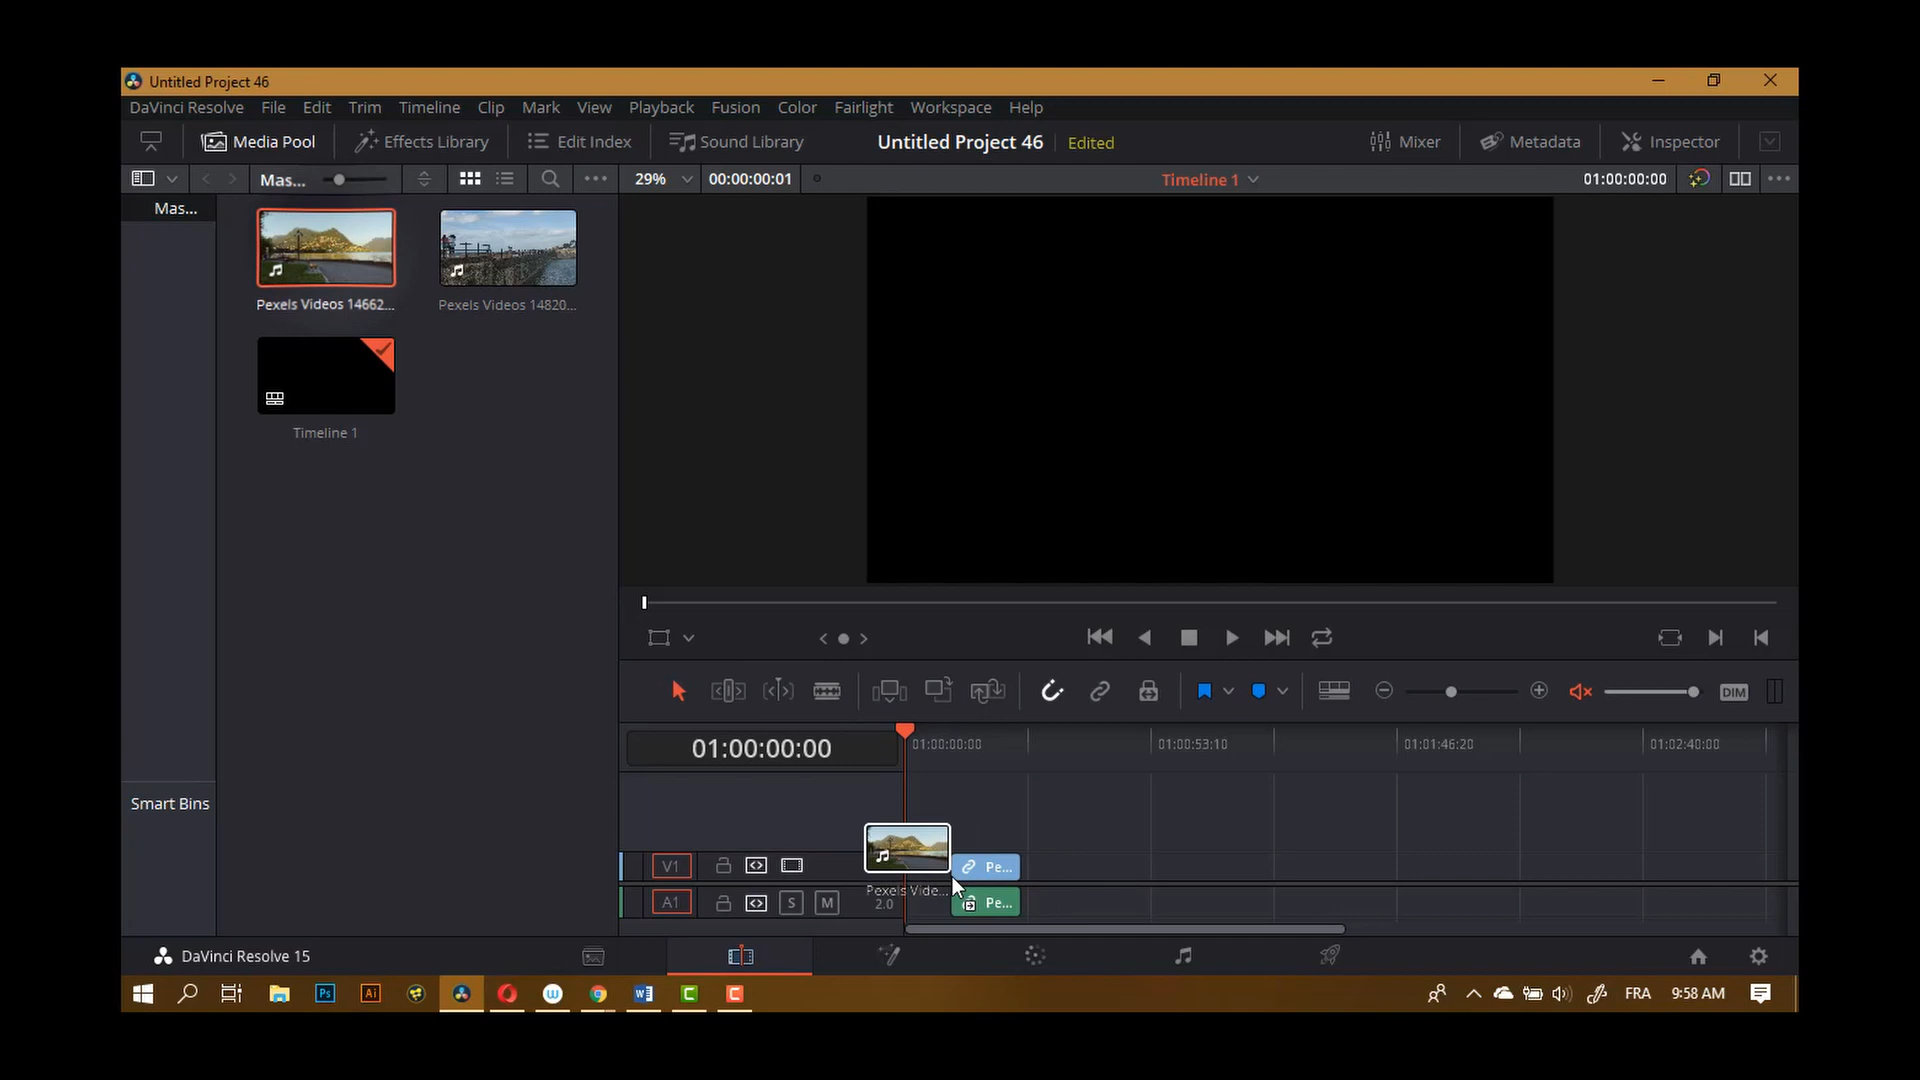 Untitled Project 46
DaVinci Resolve File Edit Trim Timeline Clip Mark View Playback Fusion Color Fairlight Workspace Help
Media Pool Effects Library Edit Index Sound Library Untitled Project 46 Edited Mixer Metadata Inspector
Mas... 29% 00:00:00:01 Timeline 1 01:00:00:00
Mas...
Pexels Videos 14662... Pexels Videos 14820...
Timeline 1
DIM
01:00:00:00 01:00:00:00 01:00:53:10 01:01:46:20 01:02:40:00
Smart Bins
V1 Pe...
Pexels Vide...
A1 S M 2.0 Pe...
DaVinci Resolve 15
Ps Ai W C C FRA 9:58 AM